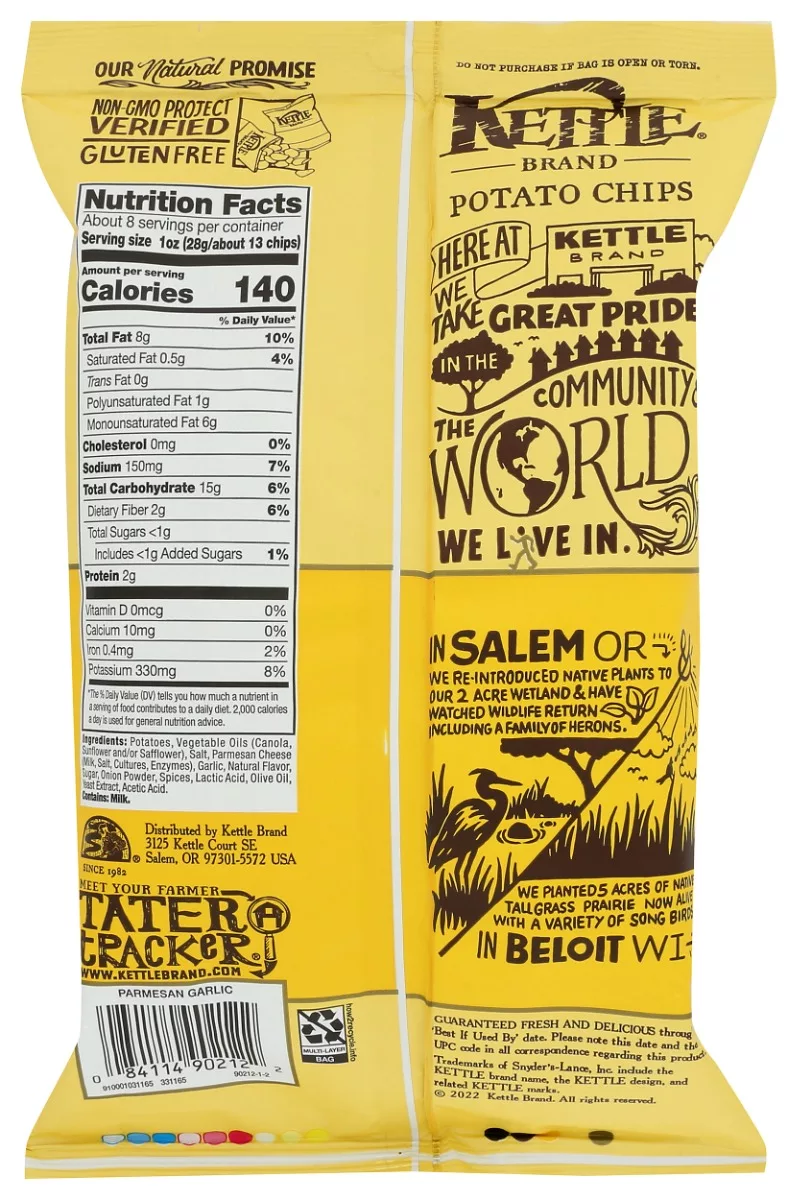 OUR Natural PROMISE
NON-GMO PROJECT
VERIFIED
GLUTEN FREE
KETTLE
Nutrition Facts
About 8 servings per container
Serving size 1oz (28g/about 13 chips)
Amount per serving
Calories 140
% Daily Value*
Total Fat 8g 10%
Saturated Fat 0.5g 4%
Trans Fat 0g
Polyunsaturated Fat 1g
Monounsaturated Fat 6g
Cholesterol 0mg 0%
Sodium 150mg 7%
Total Carbohydrate 15g 6%
Dietary Fiber 2g 6%
Total Sugars <1g
Includes <1g Added Sugars 1%
Protein 2g
Vitamin D 0mcg 0%
Calcium 10mg 0%
Iron 0.4mg 2%
Potassium 330mg 8%
*The % Daily Value (DV) tells you how much a nutrient in
a serving of food contributes to a daily diet. 2,000 calories
a day is used for general nutrition advice.
Ingredients: Potatoes, Vegetable Oils (Canola,
Sunflower and/or Safflower), Salt, Parmesan Cheese
(Milk, Salt, Cultures, Enzymes), Garlic, Natural Flavor,
Sugar, Onion Powder, Spices, Lactic Acid, Olive Oil,
Yeast Extract, Acetic Acid.
Contains: Milk.
SINCE 1982
Distributed by Kettle Brand
3125 Kettle Court SE
® Salem, OR 97301-5572 USA
MEET YOUR FARMER
TATER
TRACKER®
WWW.KETTLEBRAND.COM
PARMESAN GARLIC
0 84114 90212 2
910001031165 331165 90212-1-2
MULTI-LAYER
BAG
how2recycle.info
DO NOT PURCHASE IF BAG IS OPEN OR TORN.
KETTLE®
BRAND
POTATO CHIPS
HERE AT KETTLE
BRAND
WE
TAKE GREAT PRIDE
IN THE
COMMUNITY &
THE
WORLD
WE LIVE IN.
IN SALEM OR
WE RE-INTRODUCED NATIVE PLANTS TO
OUR 2 ACRE WETLAND & HAVE
WATCHED WILDLIFE RETURN
INCLUDING A FAMILY OF HERONS.
WE PLANTED 5 ACRES OF NATIVE
TALLGRASS PRAIRIE NOW ALIVE
WITH A VARIETY OF SONG BIRDS
IN BELOIT WI
GUARANTEED FRESH AND DELICIOUS throug
'Best If Used By' date. Please note this date and the
UPC code in all correspondence regarding this produc
Trademarks of Snyder's-Lance, Inc. include the
KETTLE brand name, the KETTLE design, and
related KETTLE marks.
© 2022 Kettle Brand. All rights reserved.